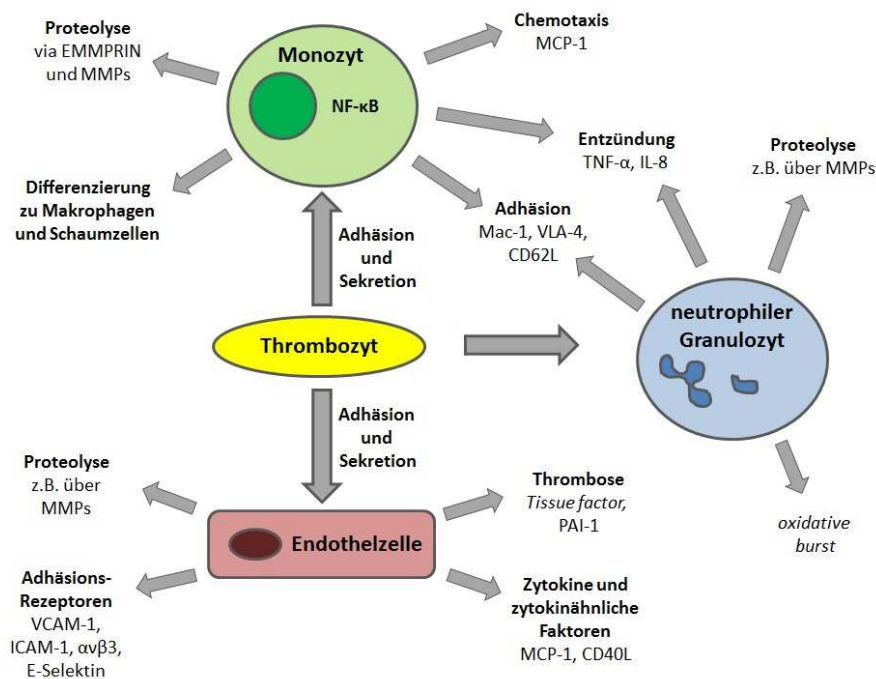 Proteolyse
via EMMPRIN
und MMPs
Monozyt
NF-κB
Chemotaxis
MCP-1
Entzündung
TNF-α, IL-8
Proteolyse
z.B. über MMPs
Differenzierung
zu Makrophagen
und Schaumzellen
Adhäsion
und
Sekretion
Adhäsion
Mac-1, VLA-4,
CD62L
Thrombozyt
neutrophiler
Granulozyt
Adhäsion
und
Sekretion
Proteolyse
z.B. über
MMPs
Endothelzelle
Thrombose
Tissue factor,
PAI-1
oxidative
burst
Adhäsions-
Rezeptoren
VCAM-1,
ICAM-1, ανβ3,
E-Selektin
Zytokine und
zytokinähnliche
Faktoren
MCP-1, CD40L